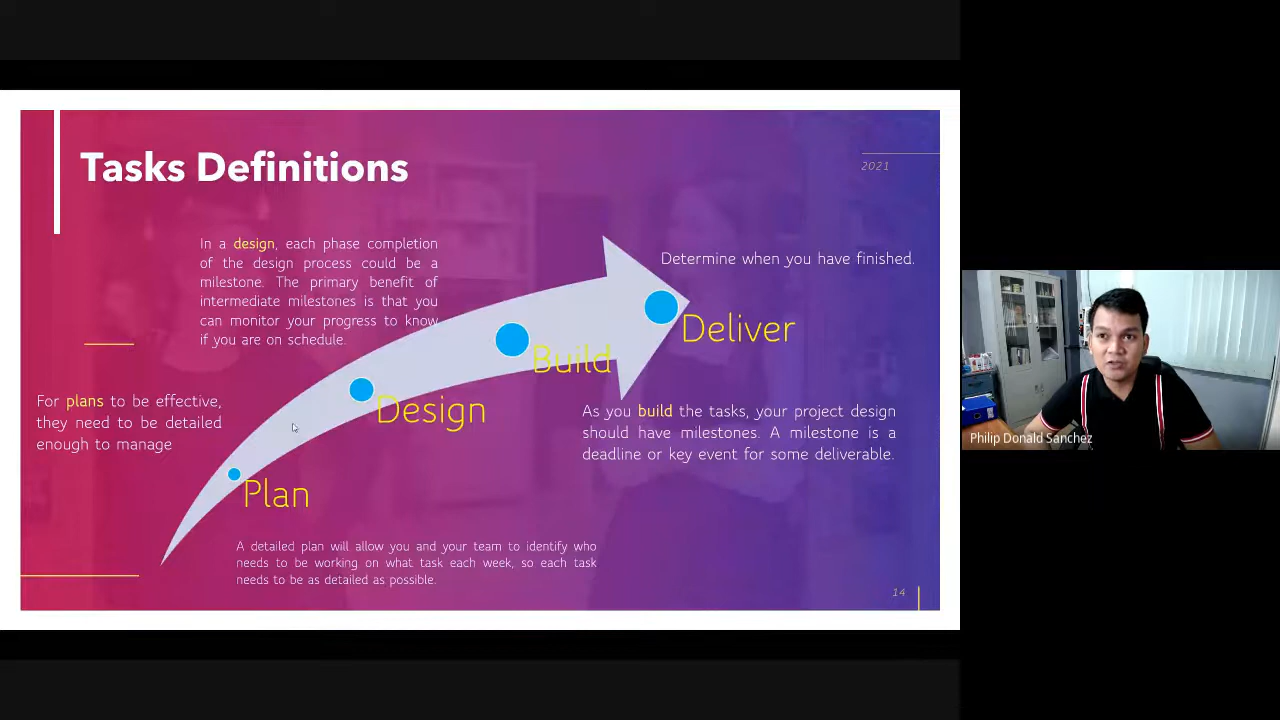 Tasks Definitions
2021
In a design, each phase completion
of the design process could be a
milestone. The primary benefit of
intermediate milestones is that you
can monitor your progress to know
if you are on schedule.
Determine when you have finished.
Deliver
Build
Design
For plans to be effective,
they need to be detailed
enough to manage
As you build the tasks, your project design
should have milestones. A milestone is a
deadline or key event for some deliverable.
Plan
A detailed plan will allow you and your team to identify who
needs to be working on what task each week, so each task
needs to be as detailed as possible.
14
Philip Donald Sanchez